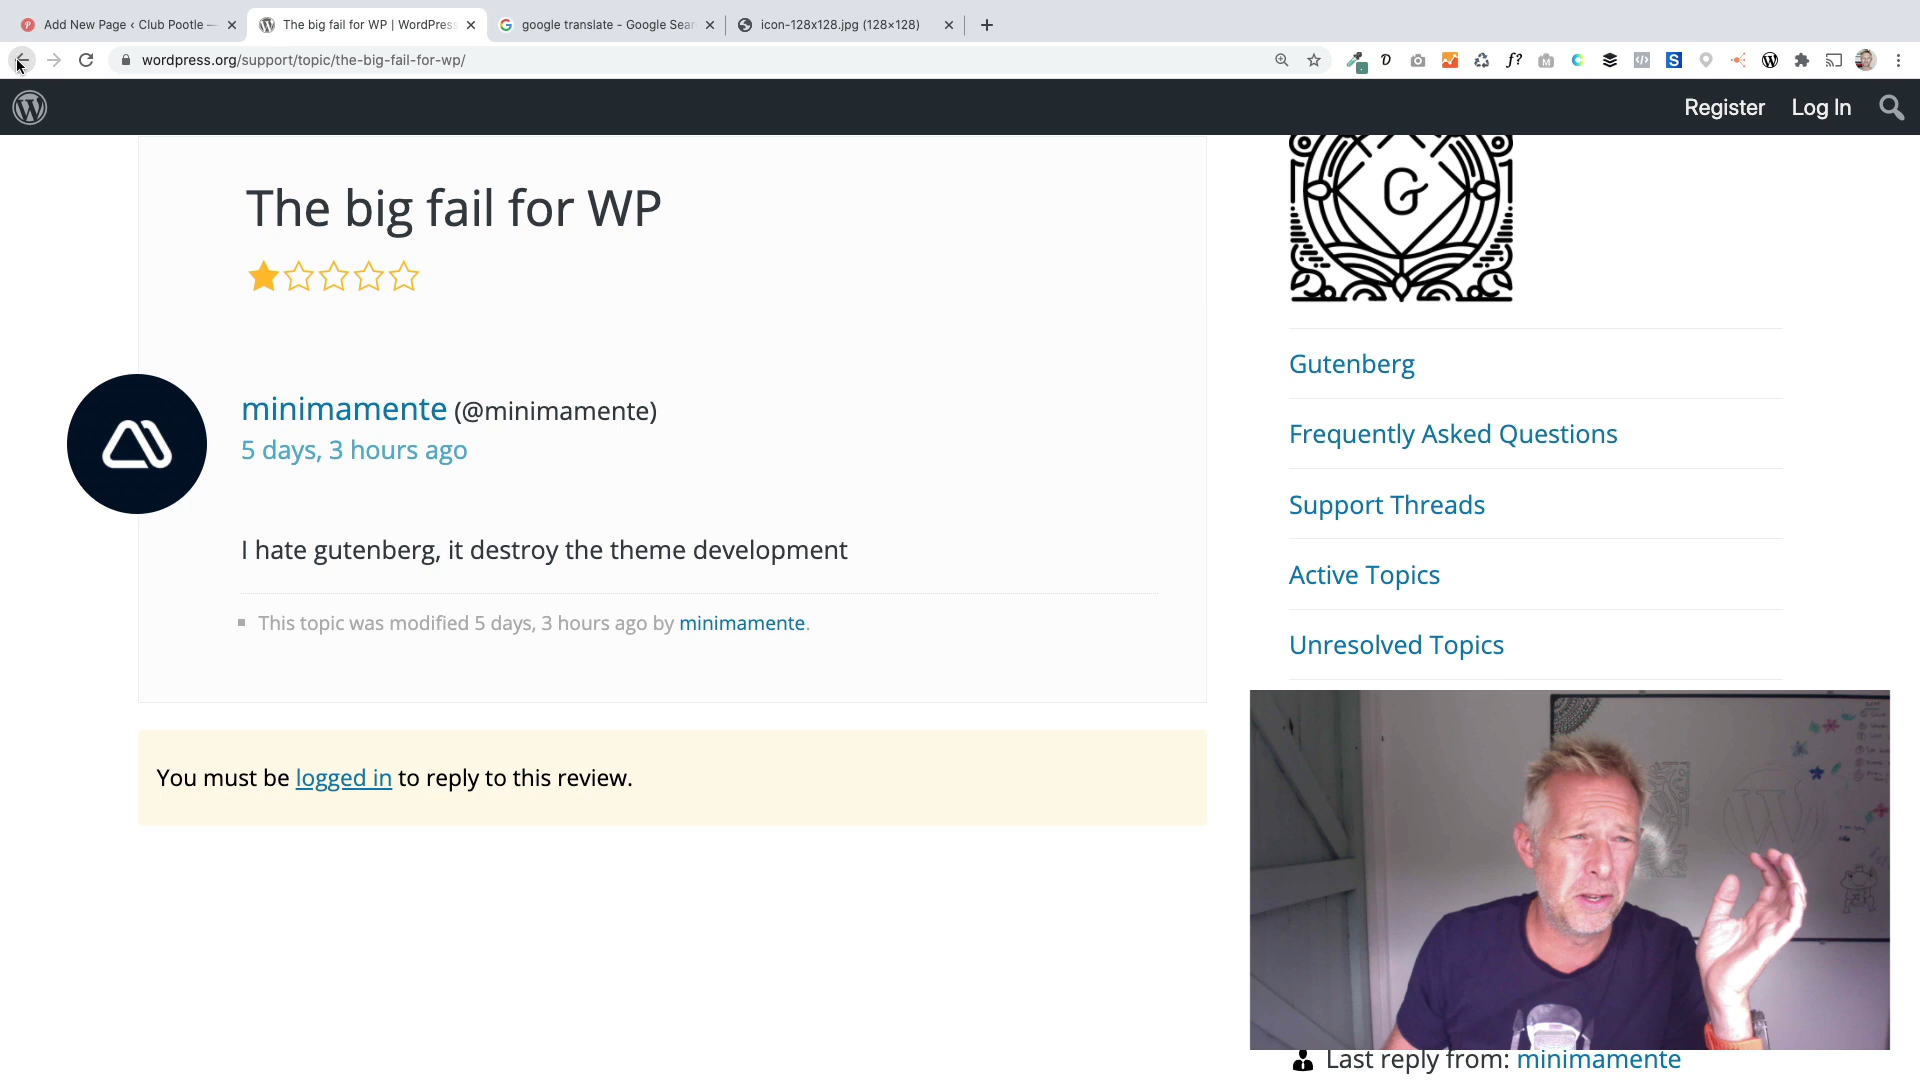 Add New Page ‹ Club Pootle —
The big fail for WP | WordPress
google translate - Google Sear
icon-128x128.jpg (128×128)
wordpress.org/support/topic/the-big-fail-for-wp/
Register
Log In
The big fail for WP
G
minimamente (@minimamente)
5 days, 3 hours ago
I hate gutenberg, it destroy the theme development
This topic was modified 5 days, 3 hours ago by minimamente.
You must be logged in to reply to this review.
Gutenberg
Frequently Asked Questions
Support Threads
Active Topics
Unresolved Topics
Last reply from: minimamente